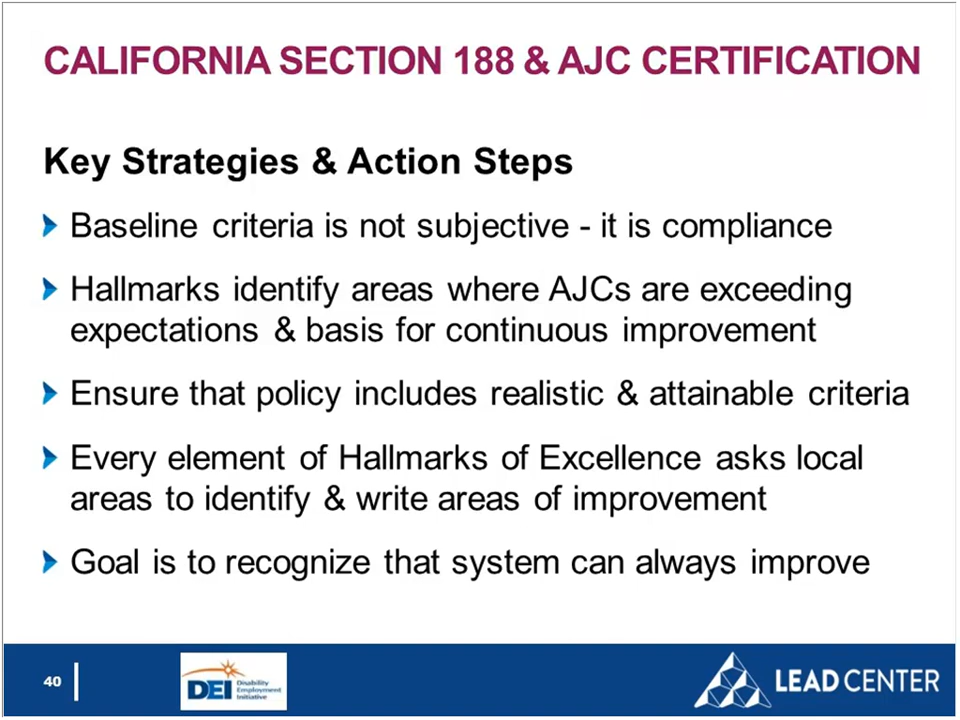 CALIFORNIA SECTION 188 & AJC CERTIFICATION
Key Strategies & Action Steps
Baseline criteria is not subjective - it is compliance
Hallmarks identify areas where AJCs are exceeding
expectations & basis for continuous improvement
Ensure that policy includes realistic & attainable criteria
Every element of Hallmarks of Excellence asks local
areas to identify & write areas of improvement
Goal is to recognize that system can always improve
40
DEI
Disability
Employment
Initiative
LEAD CENTER